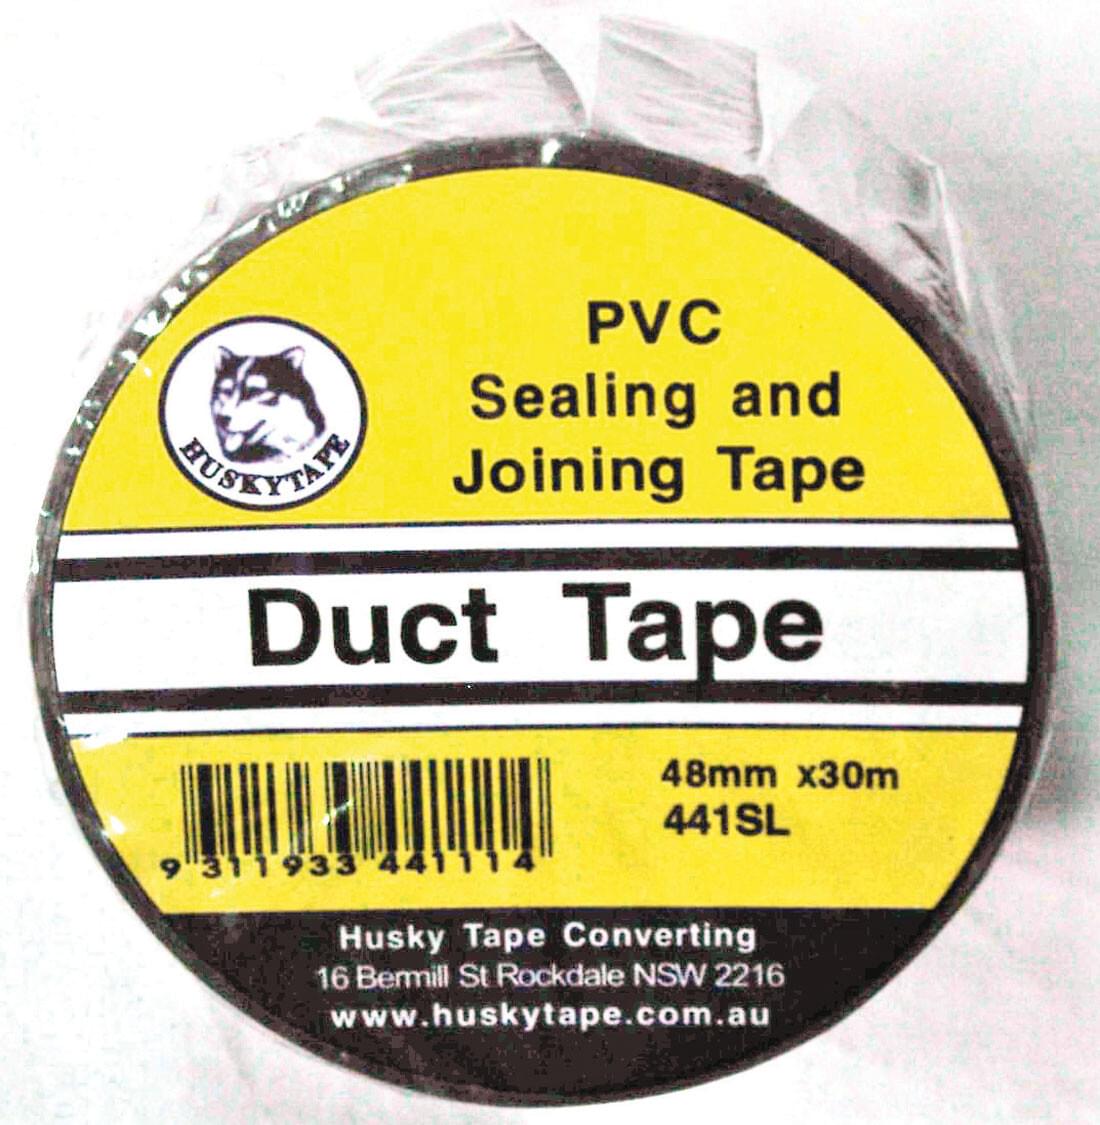 PVC
Sealing and
Joining Tape
HUSKYTAPE
Duct Tape
48mm x30m
441SL
9 311933 441114
Husky Tape Converting
16 Bermill St Rockdale NSW 2216
www.huskytape.com.au